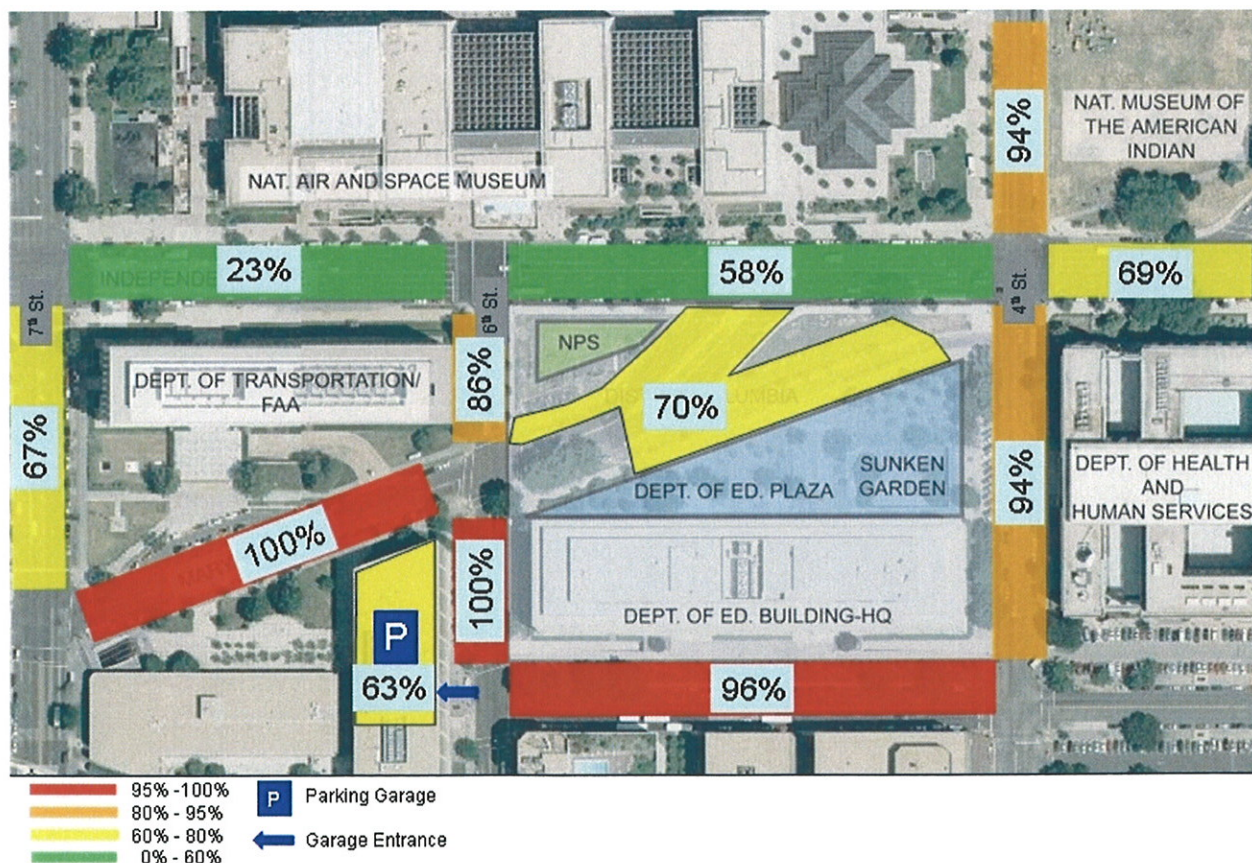 NAT. MUSEUM OF
THE AMERICAN
INDIAN
94%
NAT. AIR AND SPACE MUSEUM
23%
58%
69%
INDEPENDE
7th St.
6th St.
4th St.
NPS
DEPT. OF TRANSPORTATION/
FAA
86%
70%
67%
SUNKEN
GARDEN
DEPT. OF ED. PLAZA
94%
DEPT. OF HEALTH
AND
HUMAN SERVICES
100%
100%
P
DEPT. OF ED. BUILDING-HQ
63%
96%
95% -100%
P Parking Garage
80% - 95%
60% - 80%
Garage Entrance
0% - 60%